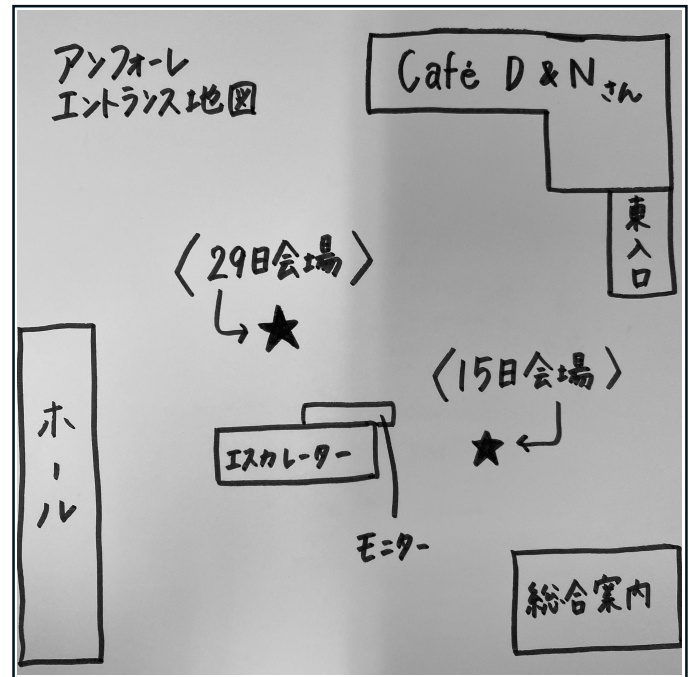 アンフォーレ
エントランス地図
Café D&Nさん
東入口
〈29日会場〉
〈15日会場〉
ホール
エスカレーター
モニター
総合案内